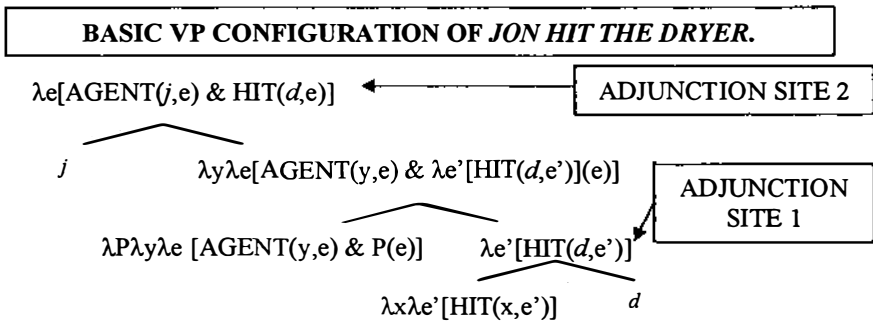 BASIC VP CONFIGURATION OF JON HIT THE DRYER.
λe[AGENT(j,e) & HIT(d,e)]
ADJUNCTION SITE 2
j
λyλe[AGENT(y,e) & λe’[HIT(d,e’)](e)]
ADJUNCTION
SITE 1
λPλyλe [AGENT(y,e) & P(e)]
λe’[HIT(d,e’)]
λxλe’[HIT(x,e’)]
d